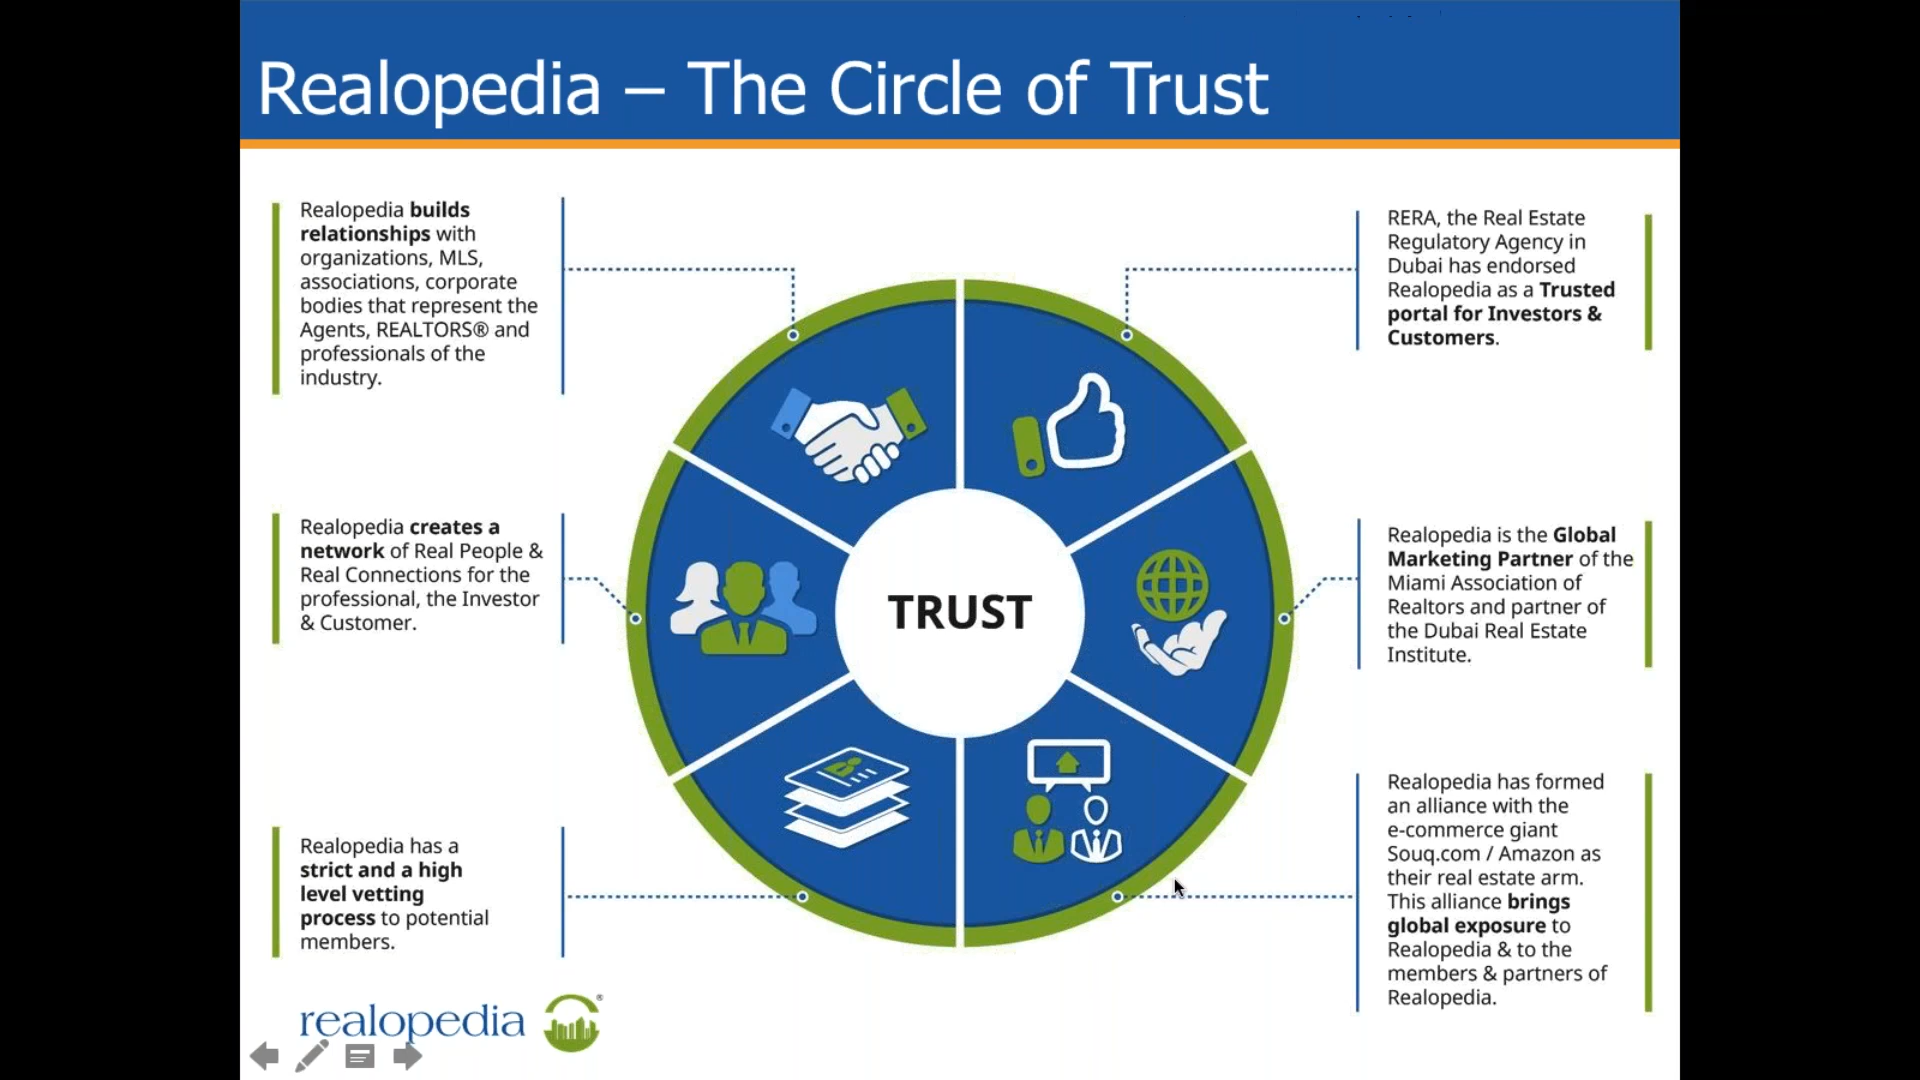 Realopedia – The Circle of Trust
Realopedia builds
relationships with
organizations, MLS,
associations, corporate
bodies that represent the
Agents, REALTORS® and
professionals of the
industry.
Realopedia creates a
network of Real People &
Real Connections for the
professional, the Investor
& Customer.
Realopedia has a
strict and a high
level vetting
process to potential
members.
TRUST
RERA, the Real Estate
Regulatory Agency in
Dubai has endorsed
Realopedia as a Trusted
portal for Investors &
Customers.
Realopedia is the Global
Marketing Partner of the
Miami Association of
Realtors and partner of
the Dubai Real Estate
Institute.
Realopedia has formed
an alliance with the
e-commerce giant
Souq.com / Amazon as
their real estate arm.
This alliance brings
global exposure to
Realopedia & to the
members & partners of
Realopedia.
realopedia ®